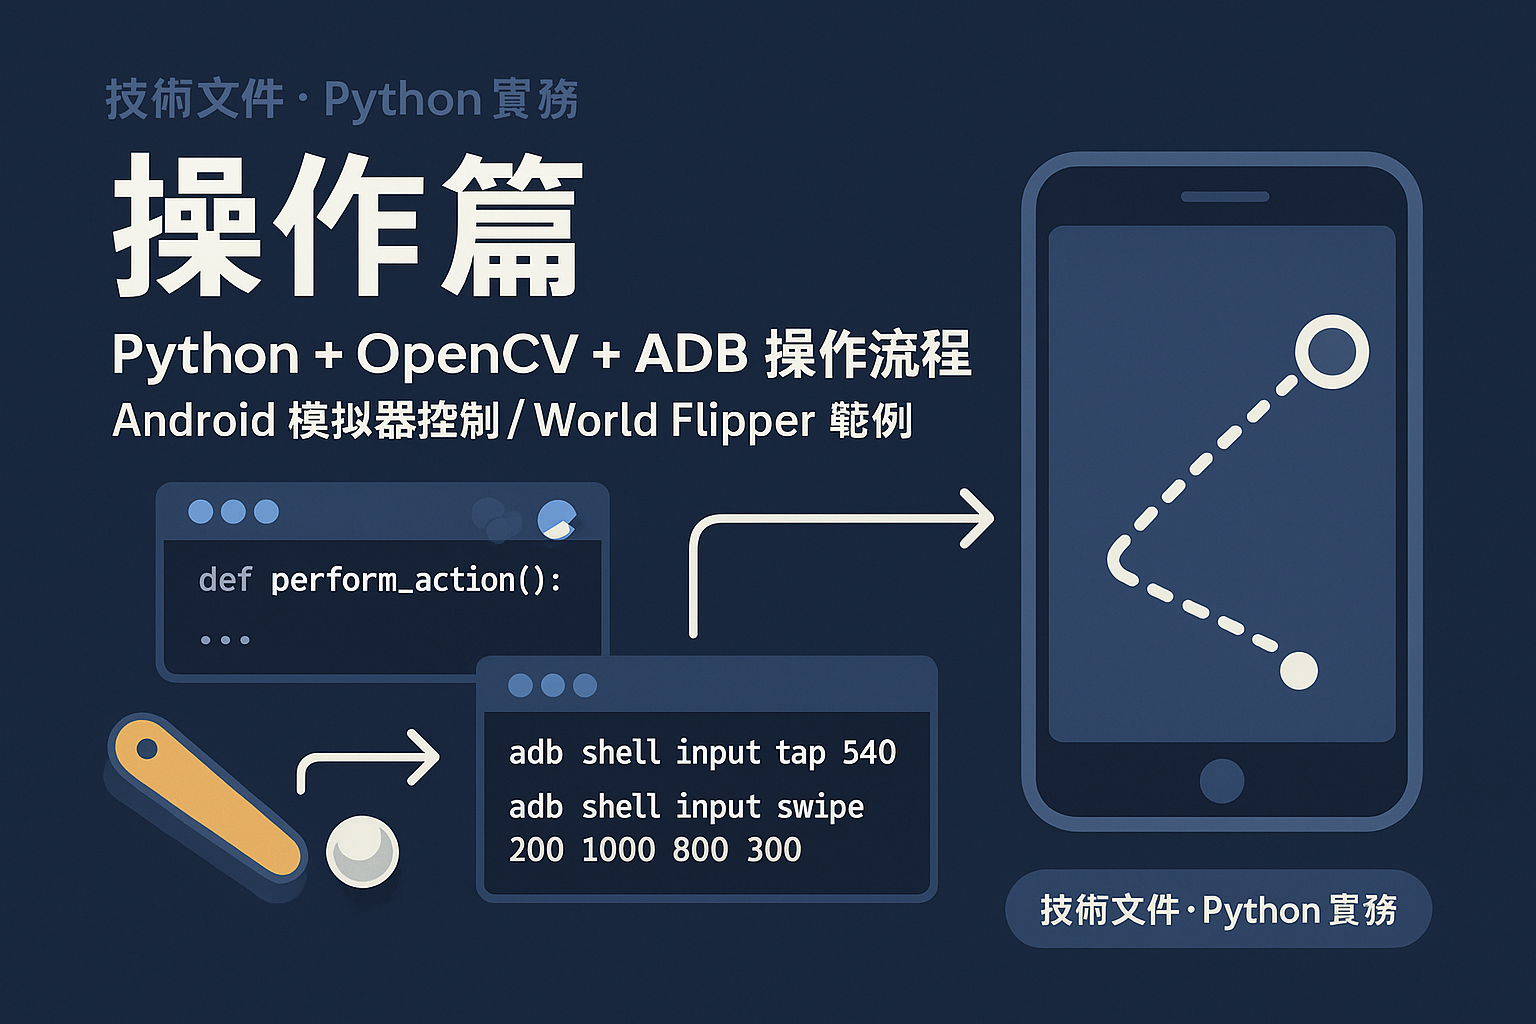 技術文件 · Python 實務
操作篇
Python + OpenCV + ADB 操作流程
Android 模拟器控制 / World Flipper 範例
def perform_action():
...
adb shell input tap 540
adb shell input swipe
200 1000 800 300
技術文件 · Python 實務